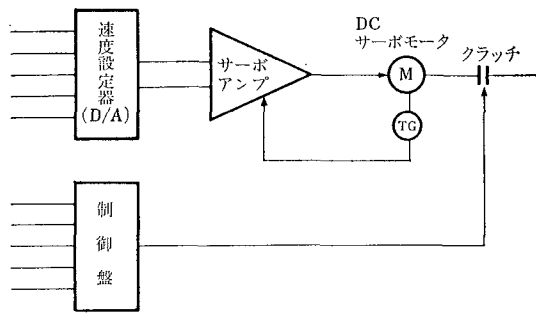 速度設定器
(D/A)
サーボ
アンプ
DC
サーボモータ
M
TG
クラッチ
制御盤